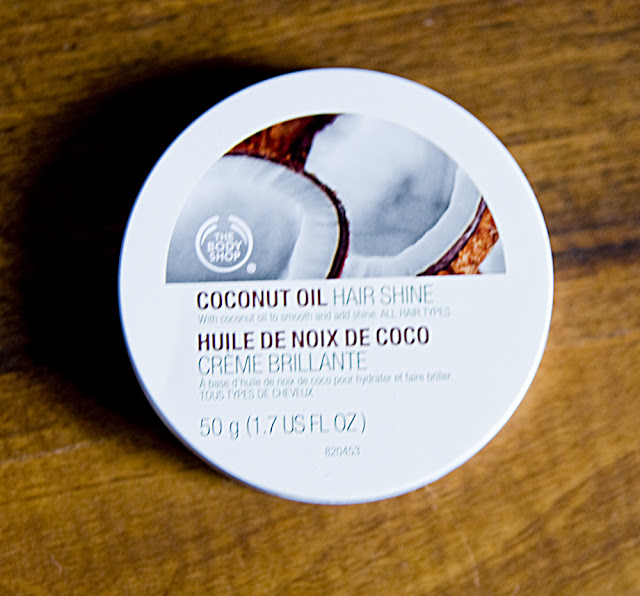 THE
BODY
SHOP
®
COCONUT OIL HAIR SHINE
With coconut oil to smooth and add shine. ALL HAIR TYPES
HUILE DE NOIX DE COCO
CRÈME BRILLANTE
À base d'huile de noix de coco pour hydrater et faire briller.
TOUS TYPES DE CHEVEUX
50 g (1.7 US FL OZ)
820453